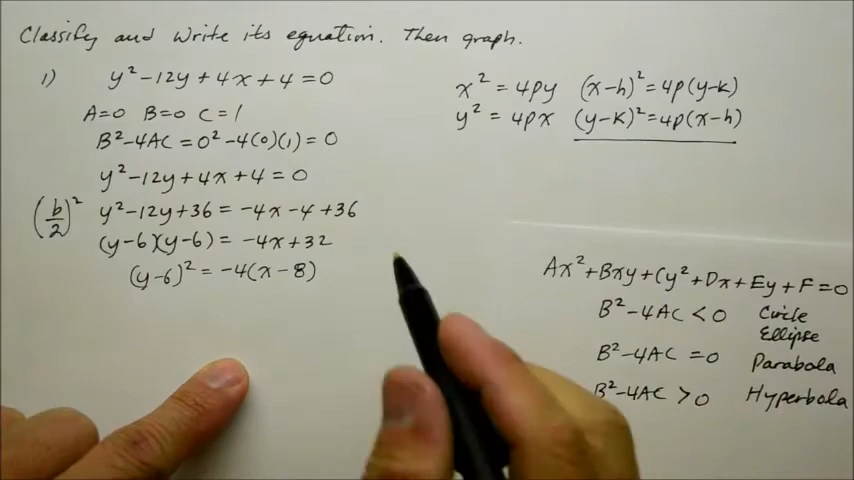 Classify and write its equation. Then graph.
1) y² - 12y + 4x + 4 = 0
A=0 B=0 C=1
B² - 4AC = 0² - 4(0)(1) = 0
y² - 12y + 4x + 4 = 0
(b/2)² y² - 12y + 36 = -4x - 4 + 36
(y-6)(y-6) = -4x + 32
(y-6)² = -4(x - 8)
x² = 4py (x-h)² = 4p(y-k)
y² = 4px (y-k)² = 4p(x-h)
Ax² + Bxy + Cy² + Dx + Ey + F = 0
B² - 4AC < 0 Circle
Ellipse
B² - 4AC = 0 Parabola
B² - 4AC > 0 Hyperbola